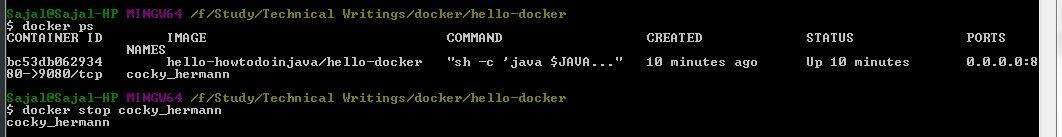 Sajal@Sajal-HP MINGW64 /f/Study/Technical Writings/docker/hello-docker
$ docker ps
CONTAINER ID        IMAGE                               COMMAND                  CREATED             STATUS              PORTS
               NAMES
bc53db062934        hello-howtodoinjava/hello-docker   "sh -c 'java $JAVA..."   10 minutes ago      Up 10 minutes       0.0.0.0:8
80->9080/tcp   cocky_hermann
Sajal@Sajal-HP MINGW64 /f/Study/Technical Writings/docker/hello-docker
$ docker stop cocky_hermann
cocky_hermann